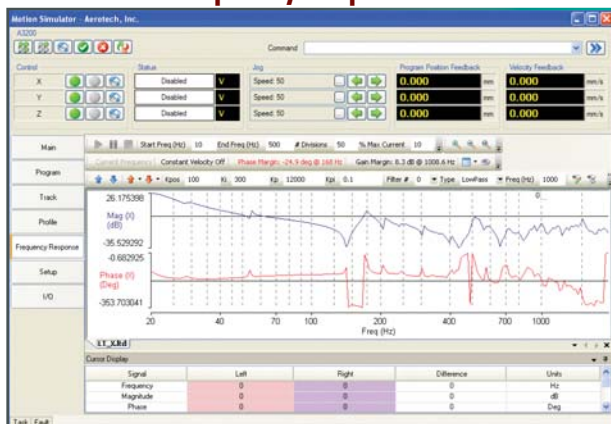 Motion Simulator - Aerotech, Inc.
A3200
Command
Control Status Jog Program Position Feedback Velocity Feedback
X Disabled V Speed: 50 0.000 mm 0.000 mm/s
Y Disabled V Speed: 50 0.000 mm 0.000 mm/s
Z Disabled V Speed: 50 0.000 mm 0.000 mm/s
Main
Program
Track
Profile
Frequency Response
Setup
I/O
Start Freq (Hz) 10 End Freq (Hz) 500 # Divisions 50 % Max Current 10
Current Frequency Constant Velocity Off Phase Margin: -24.9 deg @ 168 Hz Gain Margin: 8.3 dB @ 1008.6 Hz
Kpos 100 Ki 300 Kp 12000 Kpi 0.1 Filter # 0 Type LowPass Freq (Hz) 1000
26.175398
Mag (X)
(dB)
-35.529292
-0.682925
Phase (X)
(Deg)
-353.703041
0...
20 40 70 100 200 400 700 1000
Freq (Hz)
LT_X.frd
Cursor Display
Signal Left Right Difference Units
Frequency 0 0 0 Hz
Magnitude 0 0 0 dB
Phase 0 0 0 Deg
Task Fault